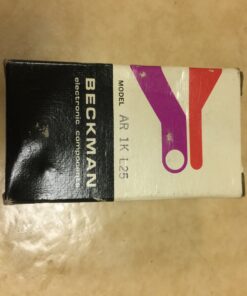 BECKMAN
electronic components
MODEL
AR 1K L25